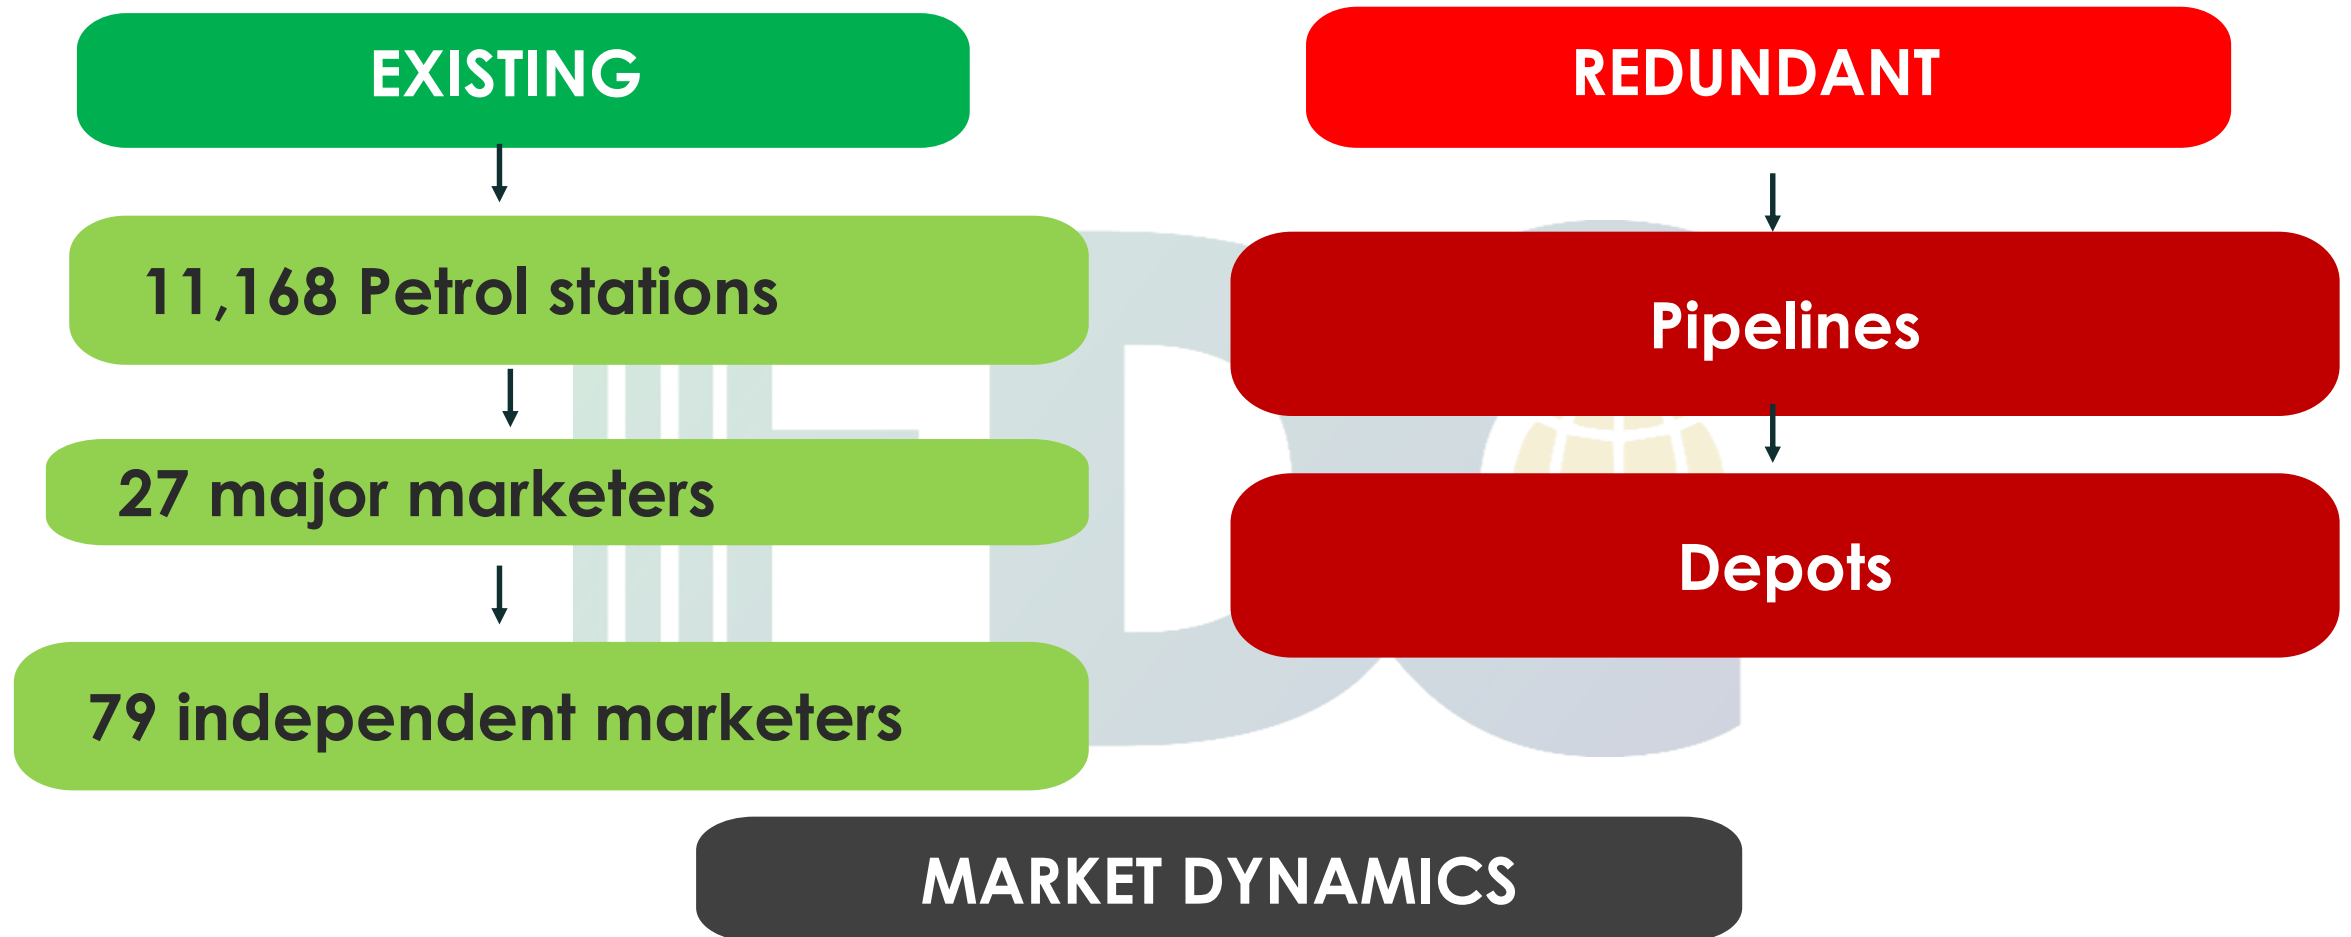 EXISTING
11,168 Petrol stations
27 major marketers
79 independent marketers
REDUNDANT
Pipelines
Depots
MARKET DYNAMICS